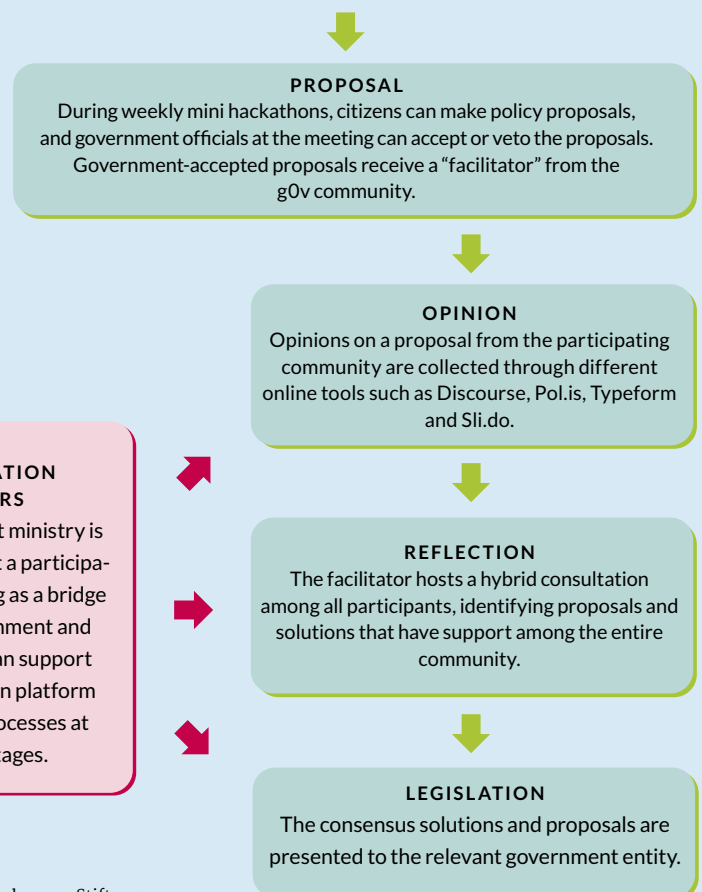 PROPOSAL
During weekly mini hackathons, citizens can make policy proposals,
and government officials at the meeting can accept or veto the proposals.
Government-accepted proposals receive a “facilitator” from the
g0v community.
OPINION
Opinions on a proposal from the participating
community are collected through different
online tools such as Discourse, Pol.is, Typeform
and Sli.do.
ATION
RS
t ministry is
t a participa-
g as a bridge
nment and
an support
n platform
ocesses at
tages.
REFLECTION
The facilitator hosts a hybrid consultation
among all participants, identifying proposals and
solutions that have support among the entire
community.
LEGISLATION
The consensus solutions and proposals are
presented to the relevant government entity.